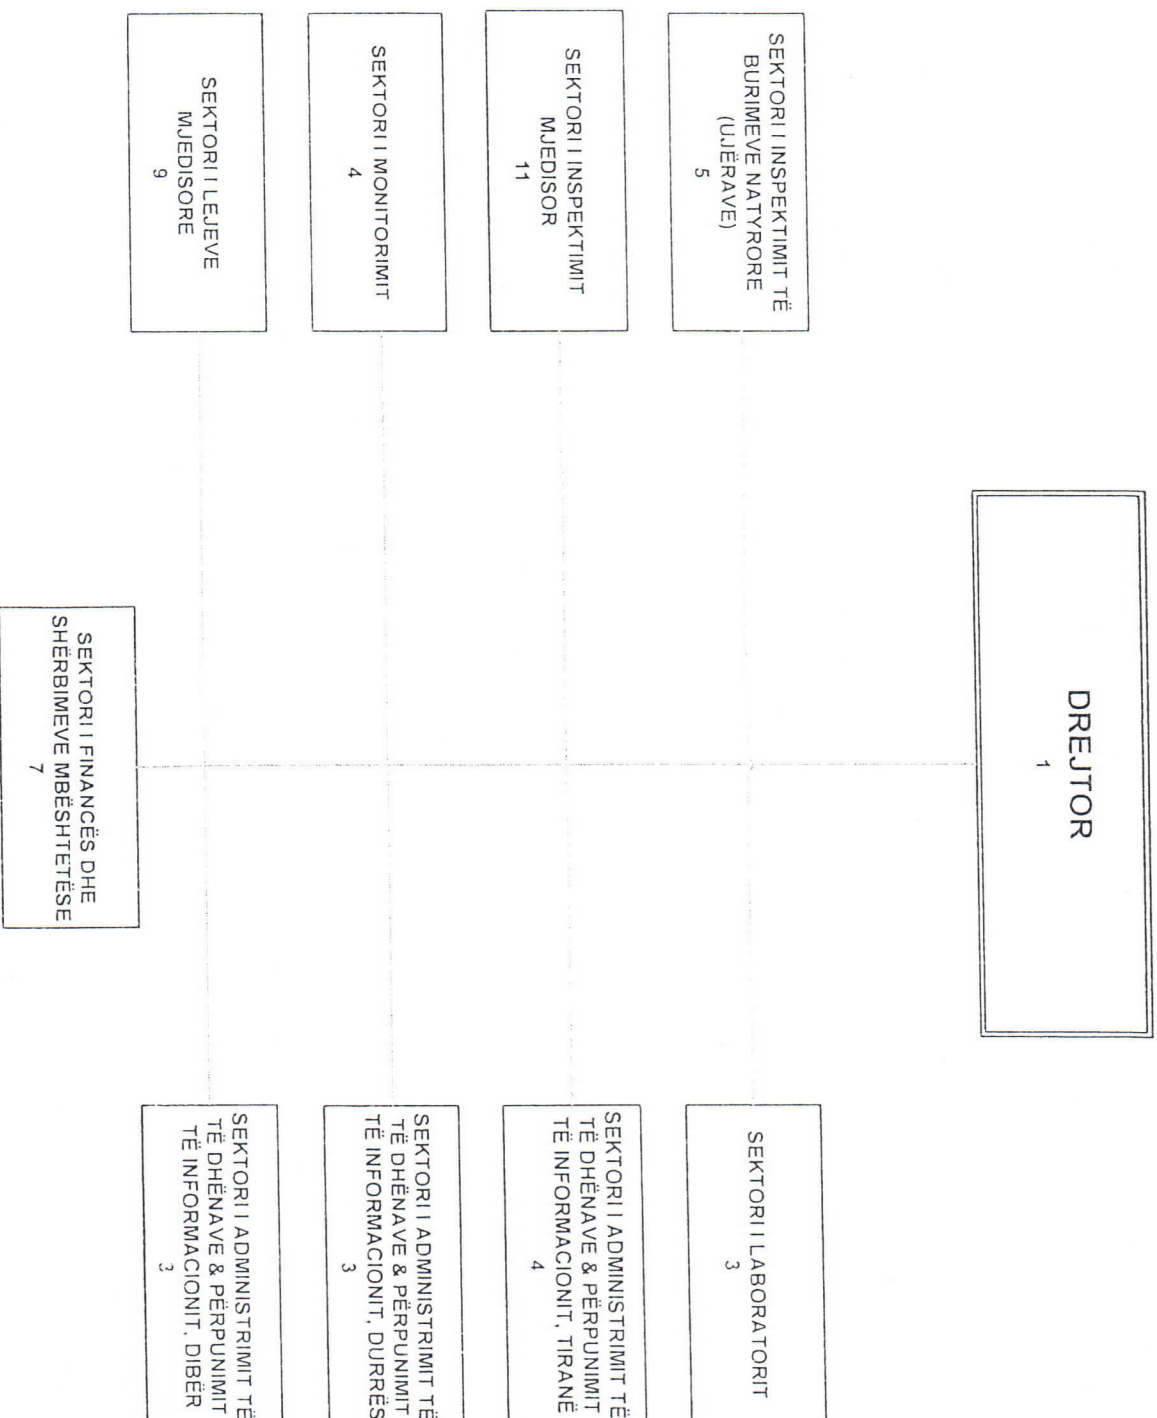 DREJTOR
1
SEKTORI I INSPEKTIMIT TË
BURIMEVE NATYRORE
(UJËRAVE)
5
SEKTORI I LABORATORIT
3
SEKTORI I INSPEKTIMIT
MJEDISOR
11
SEKTORI I ADMINISTRIMIT TË
TË DHËNAVE & PËRPUNIMIT
TË INFORMACIONIT, TIRANË
4
SEKTORI I MONITORIMIT
4
SEKTORI I ADMINISTRIMIT TË
TË DHËNAVE & PËRPUNIMIT
TË INFORMACIONIT, DURRËS
3
SEKTORI I LEJEVE
MJEDISORE
9
SEKTORI I ADMINISTRIMIT TË
TË DHËNAVE & PËRPUNIMIT
TË INFORMACIONIT, DIBËR
3
SEKTORI I FINANCËS DHE
SHËRBIMEVE MBËSHTETËSE
7